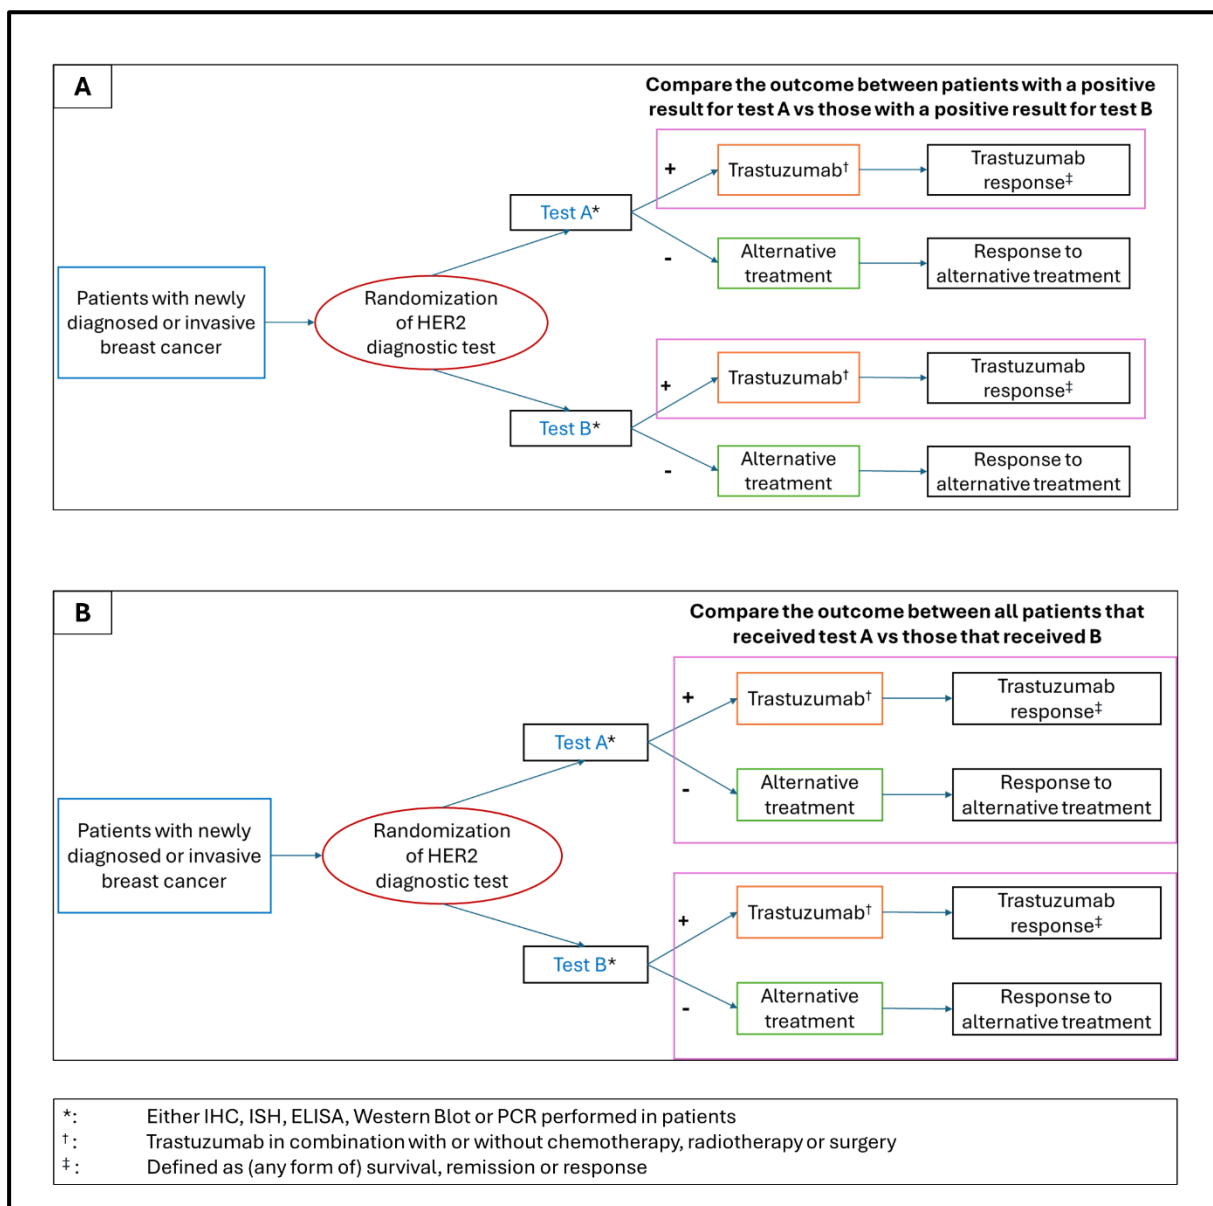 A
Compare the outcome between patients with a positive
result for test A vs those with a positive result for test B
+
Trastuzumab†
Trastuzumab
response‡
Test A*
-
Alternative
treatment
Response to
alternative treatment
Patients with newly
diagnosed or invasive
breast cancer
Randomization
of HER2
diagnostic test
+
Trastuzumab†
Trastuzumab
response‡
Test B*
-
Alternative
treatment
Response to
alternative treatment
B
Compare the outcome between all patients that
received test A vs those that received B
+
Trastuzumab†
Trastuzumab
response‡
Test A*
-
Alternative
treatment
Response to
alternative treatment
Patients with newly
diagnosed or invasive
breast cancer
Randomization
of HER2
diagnostic test
+
Trastuzumab†
Trastuzumab
response‡
Test B*
-
Alternative
treatment
Response to
alternative treatment
*: Either IHC, ISH, ELISA, Western Blot or PCR performed in patients
†: Trastuzumab in combination with or without chemotherapy, radiotherapy or surgery
‡: Defined as (any form of) survival, remission or response